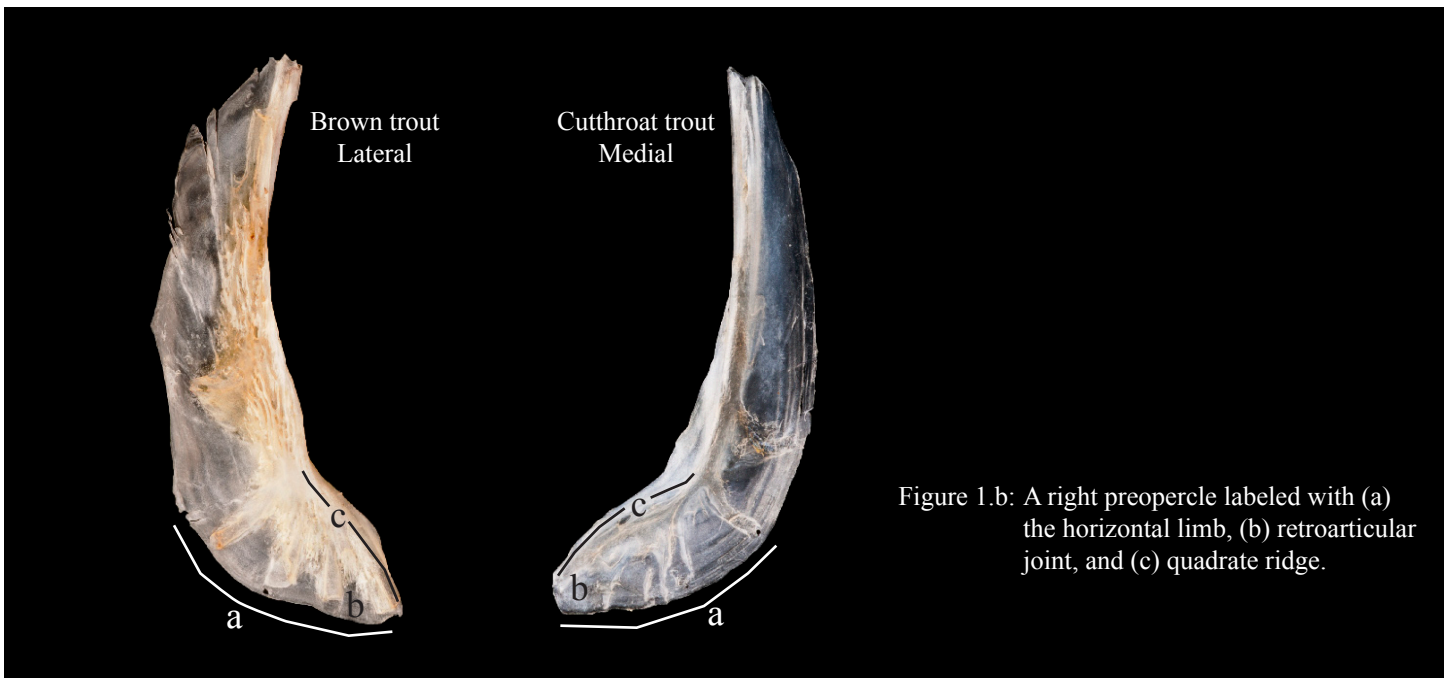 Brown trout
Lateral
Cutthroat trout
Medial
c
b
a
c
b
a
Figure 1.b: A right preopercle labeled with (a)
the horizontal limb, (b) retroarticular
joint, and (c) quadrate ridge.